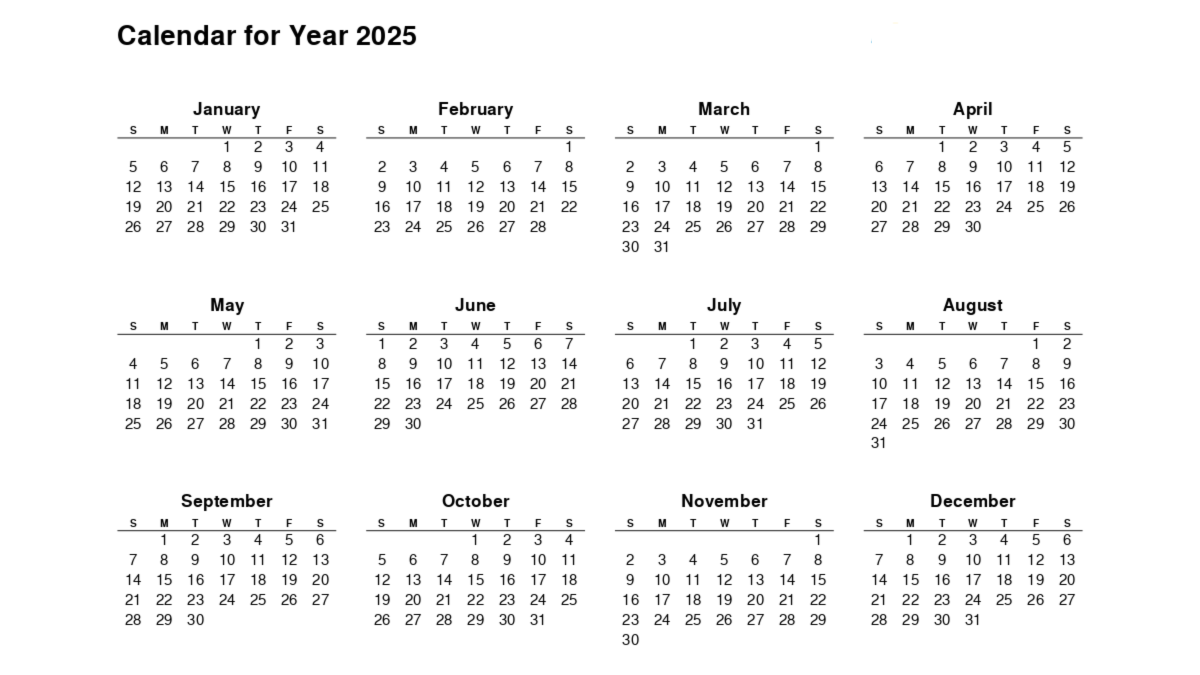 Calendar for Year 2025
January
S M T W T F S
1 2 3 4
5 6 7 8 9 10 11
12 13 14 15 16 17 18
19 20 21 22 23 24 25
26 27 28 29 30 31
February
S M T W T F S
1
2 3 4 5 6 7 8
9 10 11 12 13 14 15
16 17 18 19 20 21 22
23 24 25 26 27 28
March
S M T W T F S
1
2 3 4 5 6 7 8
9 10 11 12 13 14 15
16 17 18 19 20 21 22
23 24 25 26 27 28 29
30 31
April
S M T W T F S
1 2 3 4 5
6 7 8 9 10 11 12
13 14 15 16 17 18 19
20 21 22 23 24 25 26
27 28 29 30
May
S M T W T F S
1 2 3
4 5 6 7 8 9 10
11 12 13 14 15 16 17
18 19 20 21 22 23 24
25 26 27 28 29 30 31
June
S M T W T F S
1 2 3 4 5 6 7
8 9 10 11 12 13 14
15 16 17 18 19 20 21
22 23 24 25 26 27 28
29 30
July
S M T W T F S
1 2 3 4 5
6 7 8 9 10 11 12
13 14 15 16 17 18 19
20 21 22 23 24 25 26
27 28 29 30 31
August
S M T W T F S
1 2
3 4 5 6 7 8 9
10 11 12 13 14 15 16
17 18 19 20 21 22 23
24 25 26 27 28 29 30
31
September
S M T W T F S
1 2 3 4 5 6
7 8 9 10 11 12 13
14 15 16 17 18 19 20
21 22 23 24 25 26 27
28 29 30
October
S M T W T F S
1 2 3 4
5 6 7 8 9 10 11
12 13 14 15 16 17 18
19 20 21 22 23 24 25
26 27 28 29 30 31
November
S M T W T F S
1
2 3 4 5 6 7 8
9 10 11 12 13 14 15
16 17 18 19 20 21 22
23 24 25 26 27 28 29
30
December
S M T W T F S
1 2 3 4 5 6
7 8 9 10 11 12 13
14 15 16 17 18 19 20
21 22 23 24 25 26 27
28 29 30 31